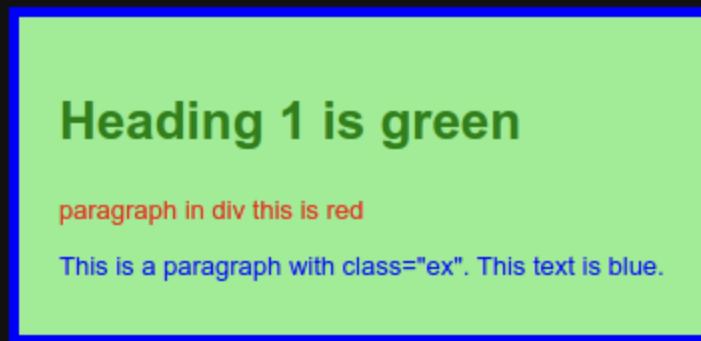 Heading 1 is green
paragraph in div this is red
This is a paragraph with class="ex". This text is blue.